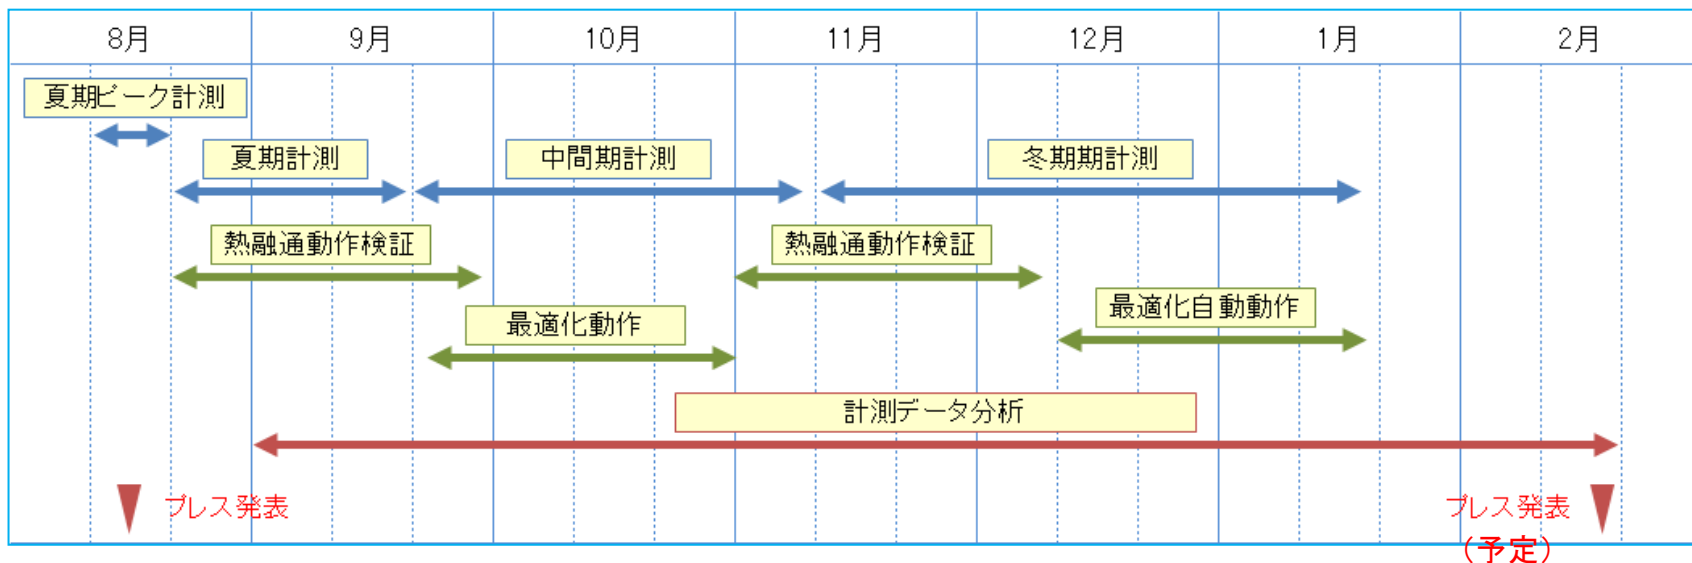 8月 9月 10月 11月 12月 1月 2月
夏期ピーク計測
夏期計測 中間期計測 冬期期計測
熱融通動作検証 熱融通動作検証
最適化動作 最適化自動動作
計測データ分析
プレス発表 プレス発表
(予定)